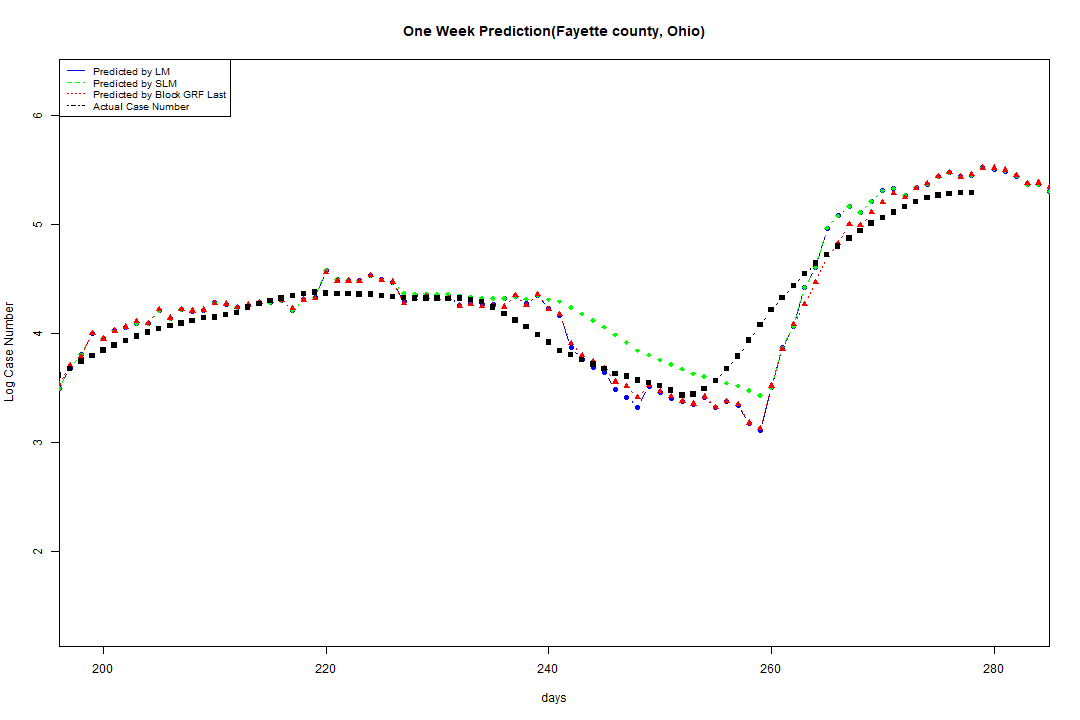 One Week Prediction(Fayette county, Ohio)
Predicted by LM
Predicted by SLM
Predicted by Block GRF Last
Actual Case Number
6
5
4
3
2
Log Case Number
200 220 240 260 280
days